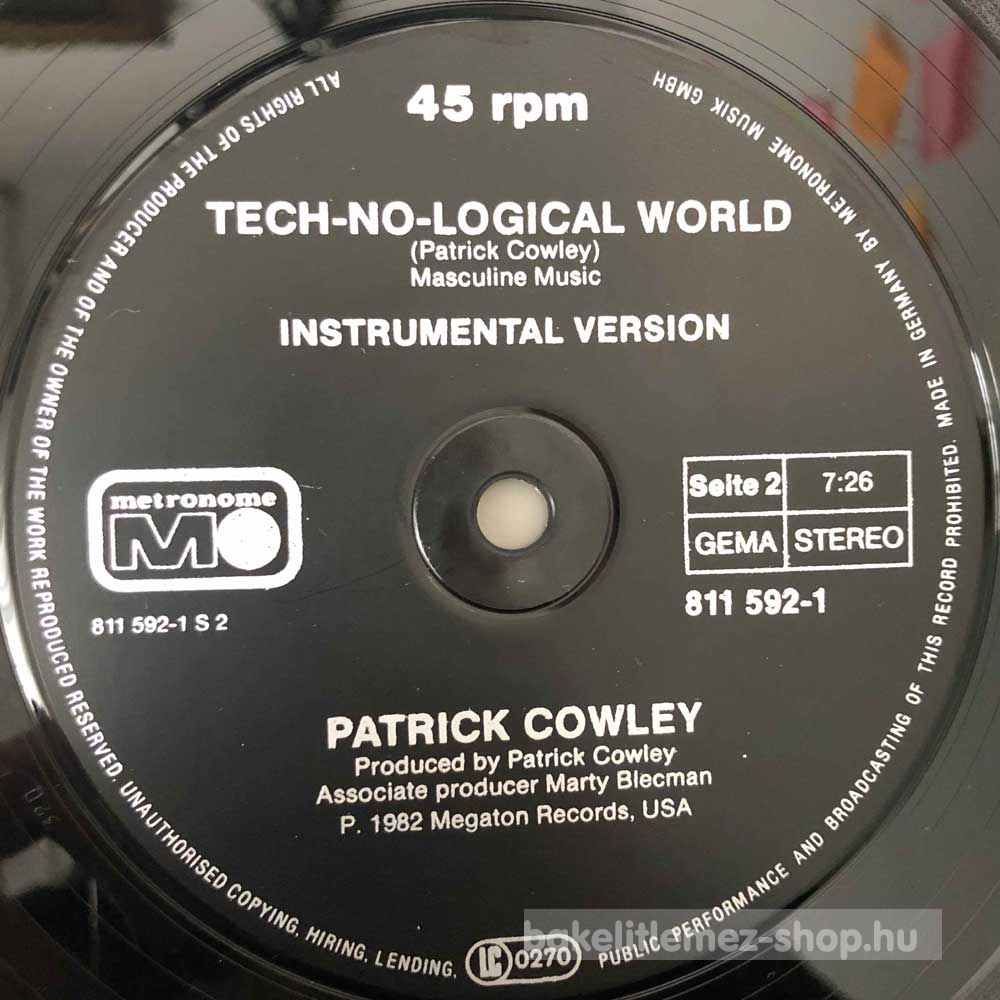 45 rpm
TECH-NO-LOGICAL WORLD
(Patrick Cowley)
Masculine Music
INSTRUMENTAL VERSION
metronome
M
811 592-1 S 2
Seite 2 7:26
GEMA STEREO
811 592-1
PATRICK COWLEY
Produced by Patrick Cowley
Associate producer Marty Blecman
P. 1982 Megaton Records, USA
ALL RIGHTS OF THE PRODUCER AND OF THE OWNER OF THE WORK REPRODUCED RESERVED. UNAUTHORISED COPYING, HIRING, LENDING, PUBLIC PERFORMANCE AND BROADCASTING OF THIS RECORD PROHIBITED. MADE IN GERMANY BY METRONOME MUSIK GMBH
LC 0270
bakelitlemez-shop.hu